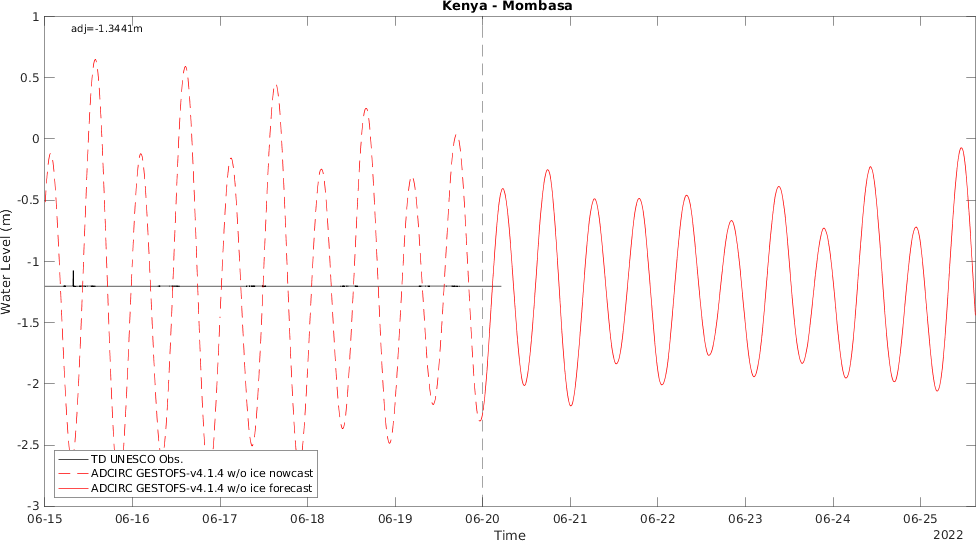 Kenya - Mombasa
adj=-1.3441m
1
0.5
0
-0.5
-1
-1.5
-2
-2.5
-3
Water Level (m)
TD UNESCO Obs.
ADCIRC GESTOFS-v4.1.4 w/o ice nowcast
ADCIRC GESTOFS-v4.1.4 w/o ice forecast
06-15 06-16 06-17 06-18 06-19 06-20 06-21 06-22 06-23 06-24 06-25
Time
2022